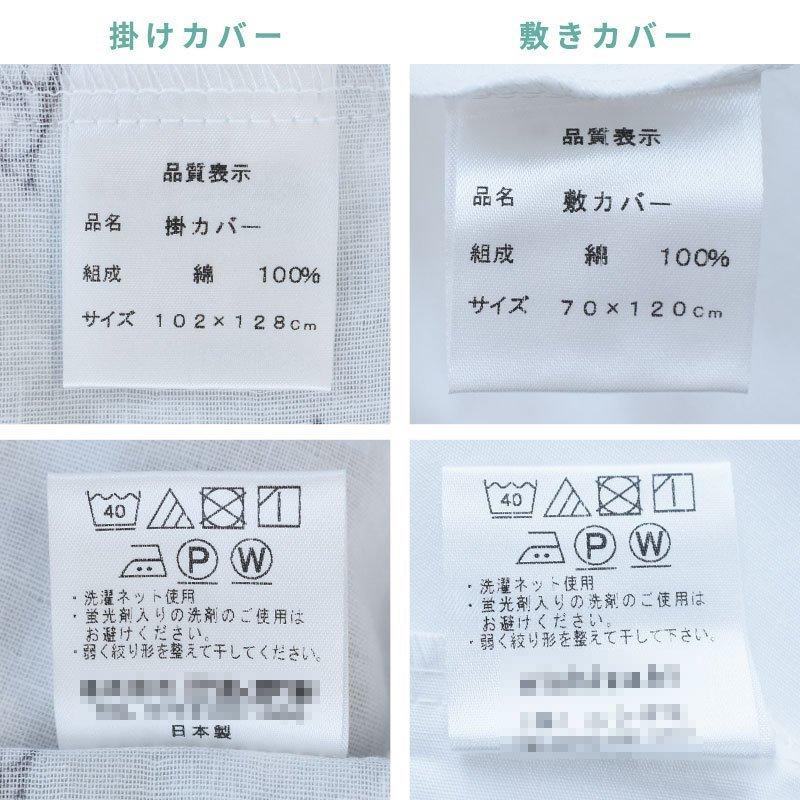 掛けカバー
敷きカバー
品質表示
品名 掛カバー
組成 綿 100%
サイズ 102×128cm
品質表示
品名 敷カバー
組成 綿 100%
サイズ 70×120cm
40
P W
・洗濯ネット使用
・蛍光剤入りの洗剤のご使用は
お避けください。
・弱く絞り形を整えて干してください。
日本製
40
P W
・洗濯ネット使用
・蛍光剤入りの洗剤のご使用は
お避けください。
・弱く絞り形を整えて干して下さい。